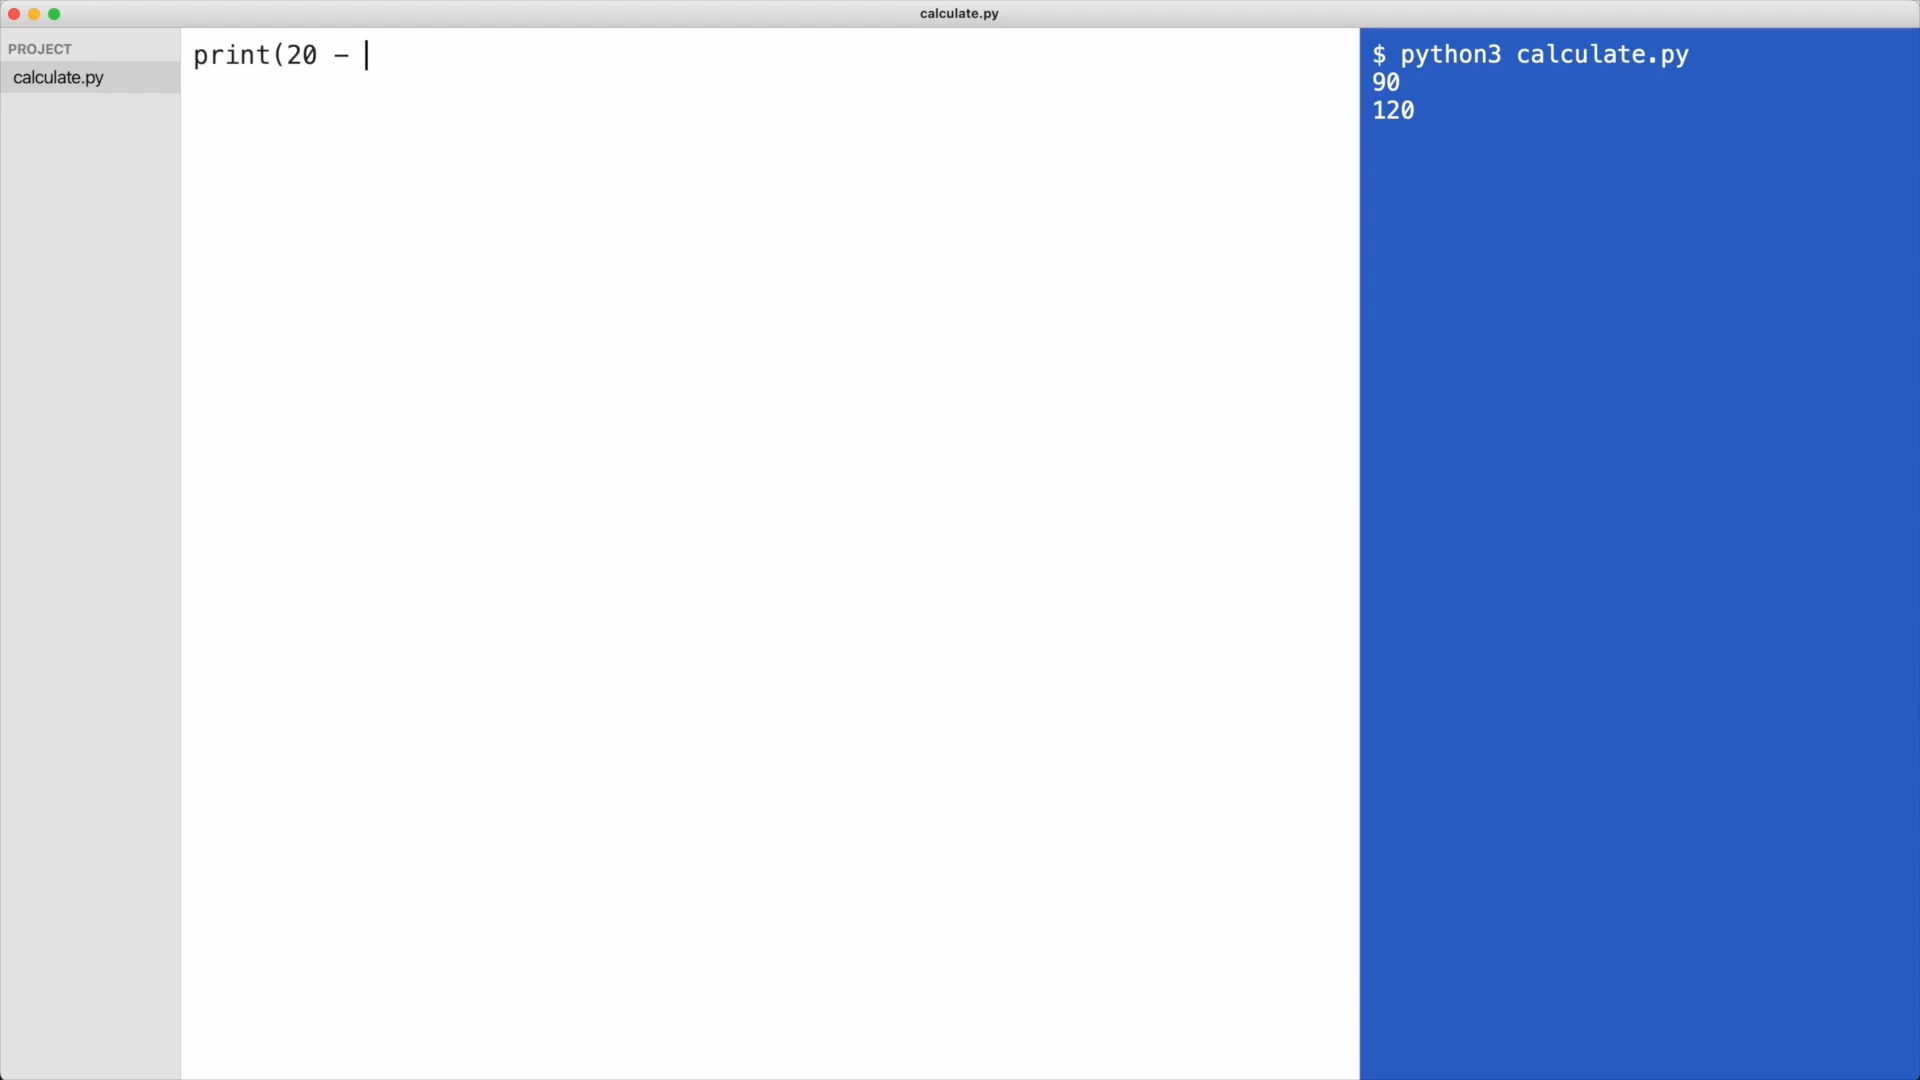 calculate.py
PROJECT
calculate.py
print(20 -
$ python3 calculate.py
90
120